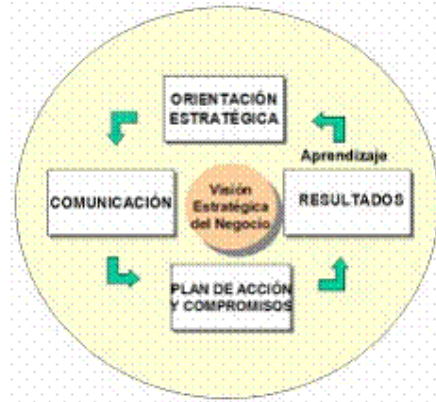 ORIENTACIÓN
ESTRATÉGICA
Aprendizaje
COMUNICACIÓN
Visión
Estratégica
del Negocio
RESULTADOS
PLAN DE ACCIÓN
Y COMPROMISOS